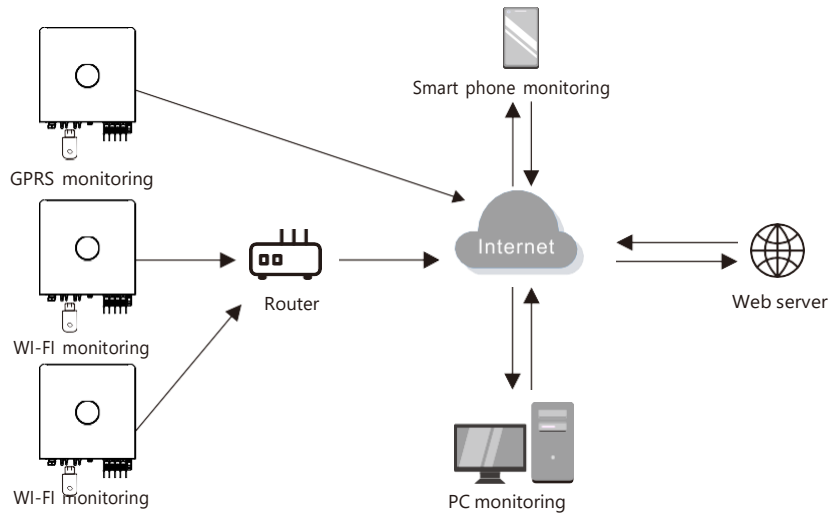 Smart phone monitoring
GPRS monitoring
Internet
Router
Web server
WI-FI monitoring
WI-FI monitoring
PC monitoring